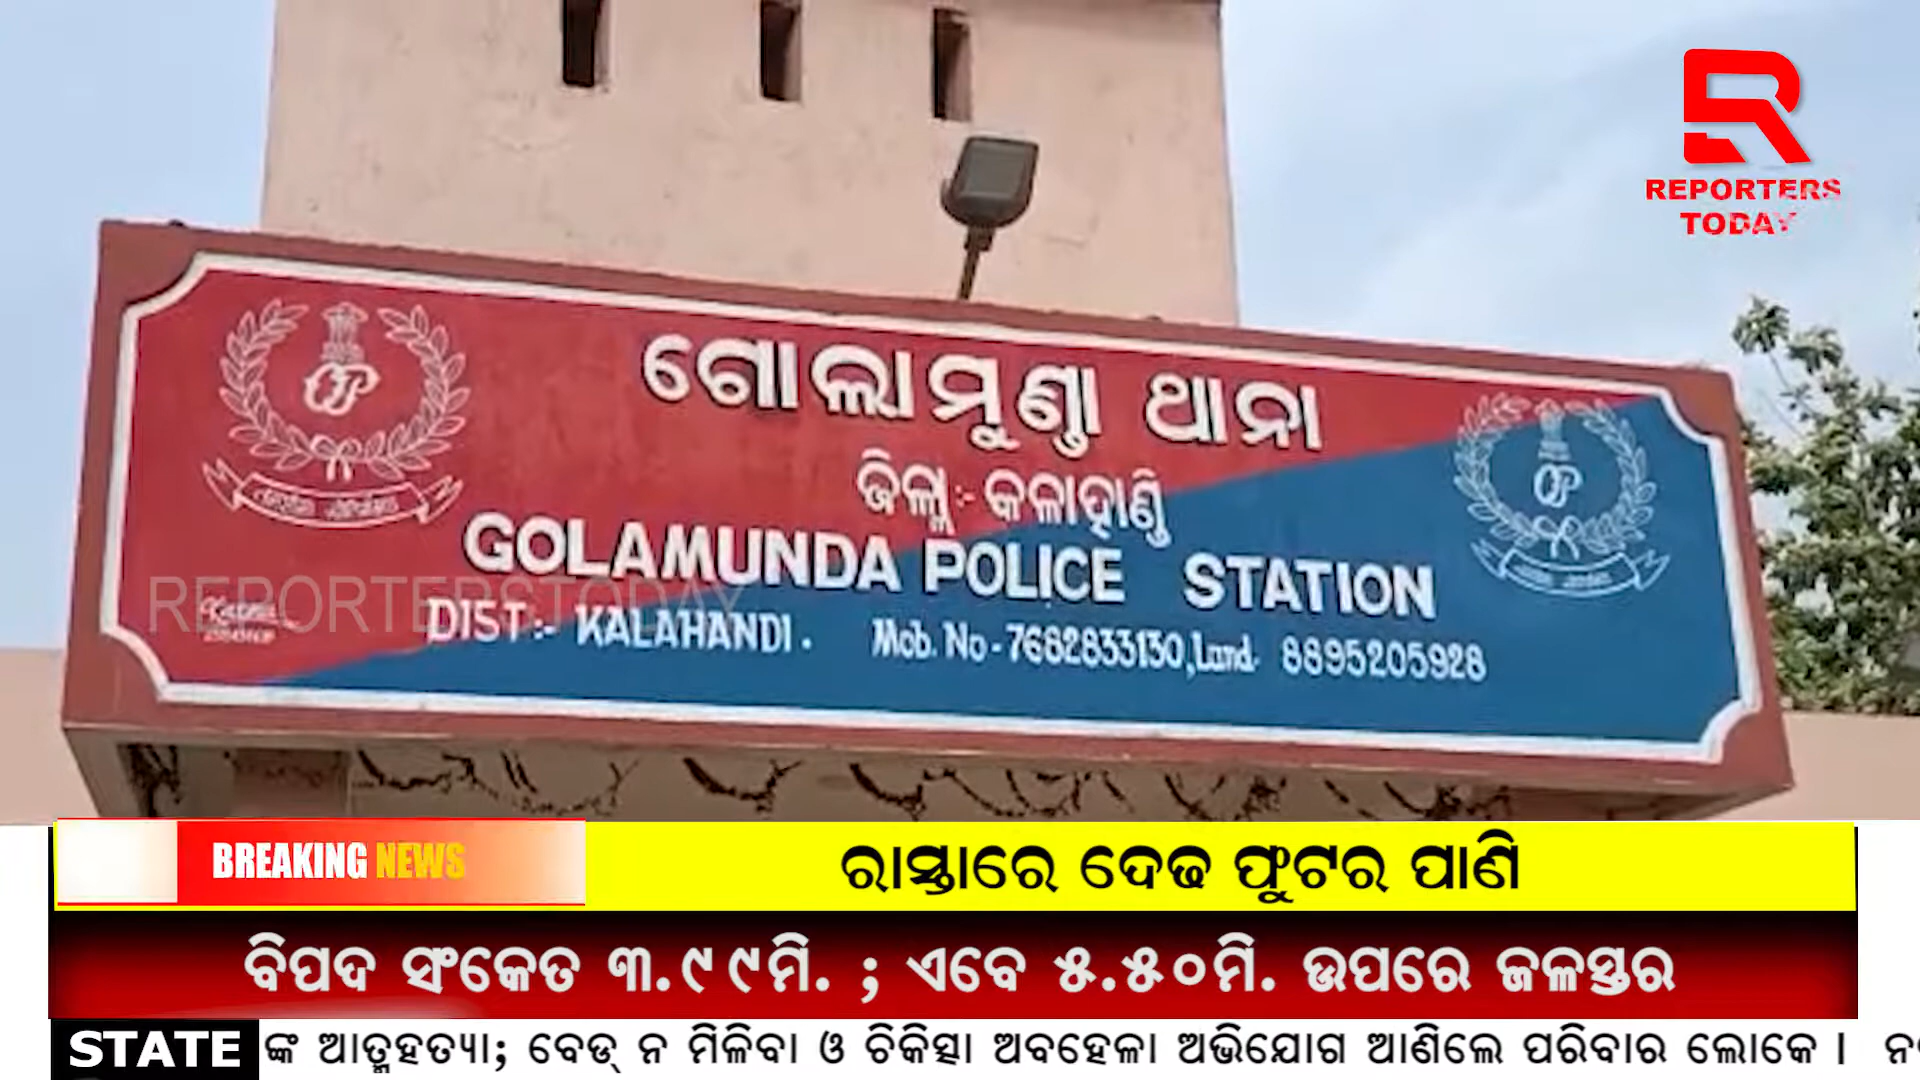 REPORTERS
TODAY
ଗୋଲାମୁଣ୍ଡା ଥାନା
ଜିଲ୍ଲା :- କଳାହାଣ୍ଡି
GOLAMUNDA POLICE STATION
REPORTERSTODAY
DIST:- KALAHANDI. Mob. No-7682833130, Land- 8895205928
BREAKING NEWS
ରାସ୍ତାରେ ଦେଢ ଫୁଟର ପାଣି
ବିପଦ ସଂକେତ ୩.୯୯ମି. ; ଏବେ ୫.୫୦ମି. ଉପରେ ଜଳସ୍ତର
STATE ଙ୍କ ଆତ୍ମହତ୍ୟା; ବେଡ୍ ନ ମିଳିବା ଓ ଚିକିତ୍ସା ଅବହେଳା ଅଭିଯୋଗ ଆଣିଲେ ପରିବାର ଲୋକେ ।